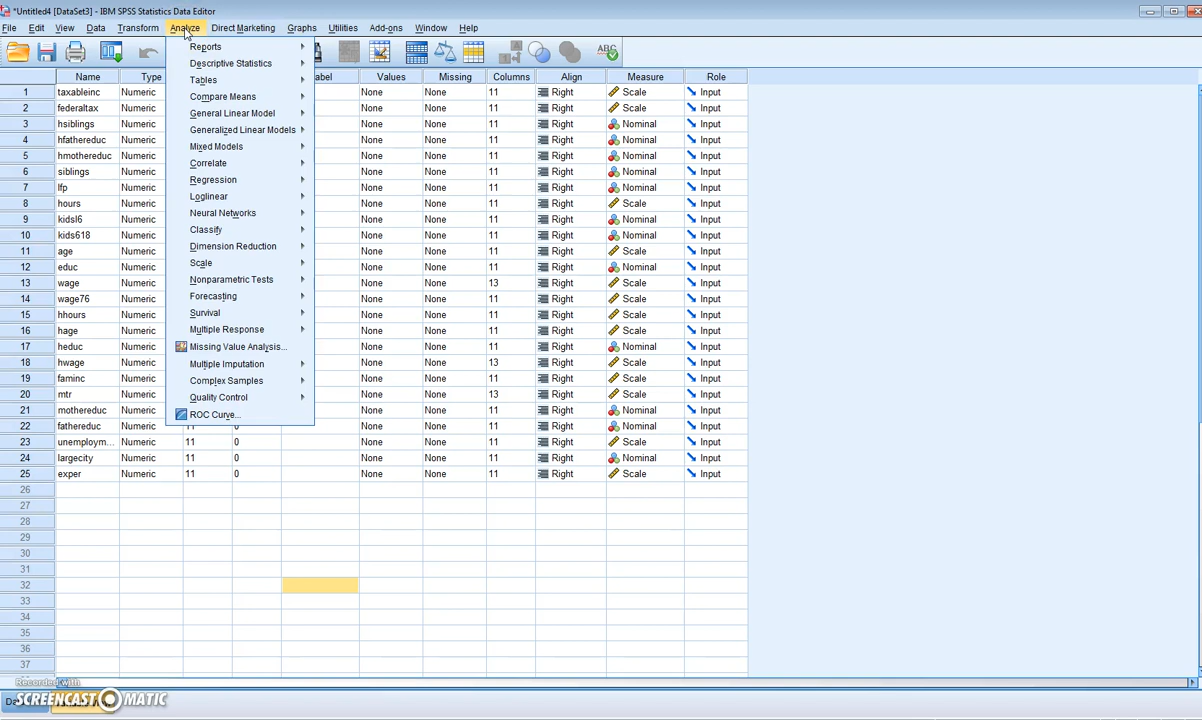 *Untitled4 [DataSet3] - IBM SPSS Statistics Data Editor
File Edit View Data Transform Analyze Direct Marketing Graphs Utilities Add-ons Window Help
Reports
Descriptive Statistics
Tables
Compare Means
General Linear Model
Generalized Linear Models
Mixed Models
Correlate
Regression
Loglinear
Neural Networks
Classify
Dimension Reduction
Scale
Nonparametric Tests
Forecasting
Survival
Multiple Response
Missing Value Analysis...
Multiple Imputation
Complex Samples
Quality Control
ROC Curve...
ABC
Name Type Values Missing Columns Align Measure Role
1 taxableinc Numeric None None 11 Right Scale Input
2 federaltax Numeric None None 11 Right Scale Input
3 hsiblings Numeric None None 11 Right Nominal Input
4 hfathereduc Numeric None None 11 Right Nominal Input
5 hmothereduc Numeric None None 11 Right Nominal Input
6 siblings Numeric None None 11 Right Nominal Input
7 lfp Numeric None None 11 Right Nominal Input
8 hours Numeric None None 11 Right Scale Input
9 kidsl6 Numeric None None 11 Right Nominal Input
10 kids618 Numeric None None 11 Right Nominal Input
11 age Numeric None None 11 Right Scale Input
12 educ Numeric None None 11 Right Nominal Input
13 wage Numeric None None 13 Right Scale Input
14 wage76 Numeric None None 11 Right Scale Input
15 hhours Numeric None None 11 Right Scale Input
16 hage Numeric None None 11 Right Scale Input
17 heduc Numeric None None 11 Right Nominal Input
18 hwage Numeric None None 13 Right Scale Input
19 faminc Numeric None None 11 Right Scale Input
20 mtr Numeric None None 13 Right Scale Input
21 mothereduc Numeric None None 11 Right Nominal Input
22 fathereduc Numeric None None 11 Right Nominal Input
23 unemploym... Numeric 11 0 None None 11 Right Scale Input
24 largecity Numeric 11 0 None None 11 Right Nominal Input
25 exper Numeric 11 0 None None 11 Right Scale Input
26
27
28
29
30
31
32
33
34
35
36
37
Recorded with
SCREENCAST-O-MATIC